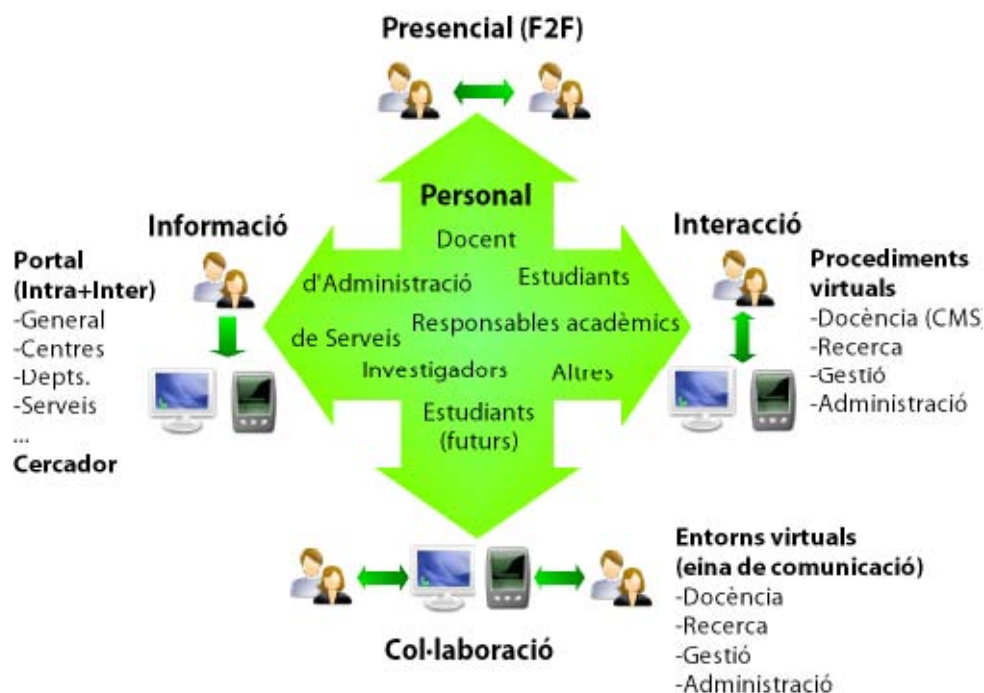 Presencial (F2F)
Informació
Portal
(Intra+Inter)
-General
-Centres
-Depts.
-Serveis
...
Cercador
Personal
Docent
d'Administració
Estudiants
de Serveis
Responsables acadèmics
Investigadors
Altres
Estudiants
(futurs)
Interacció
Procediments
virtuals
-Docència (CMS)
-Recerca
-Gestió
-Administració
Col·laboració
Entorns virtuals
(eina de comunicació)
-Docència
-Recerca
-Gestió
-Administració